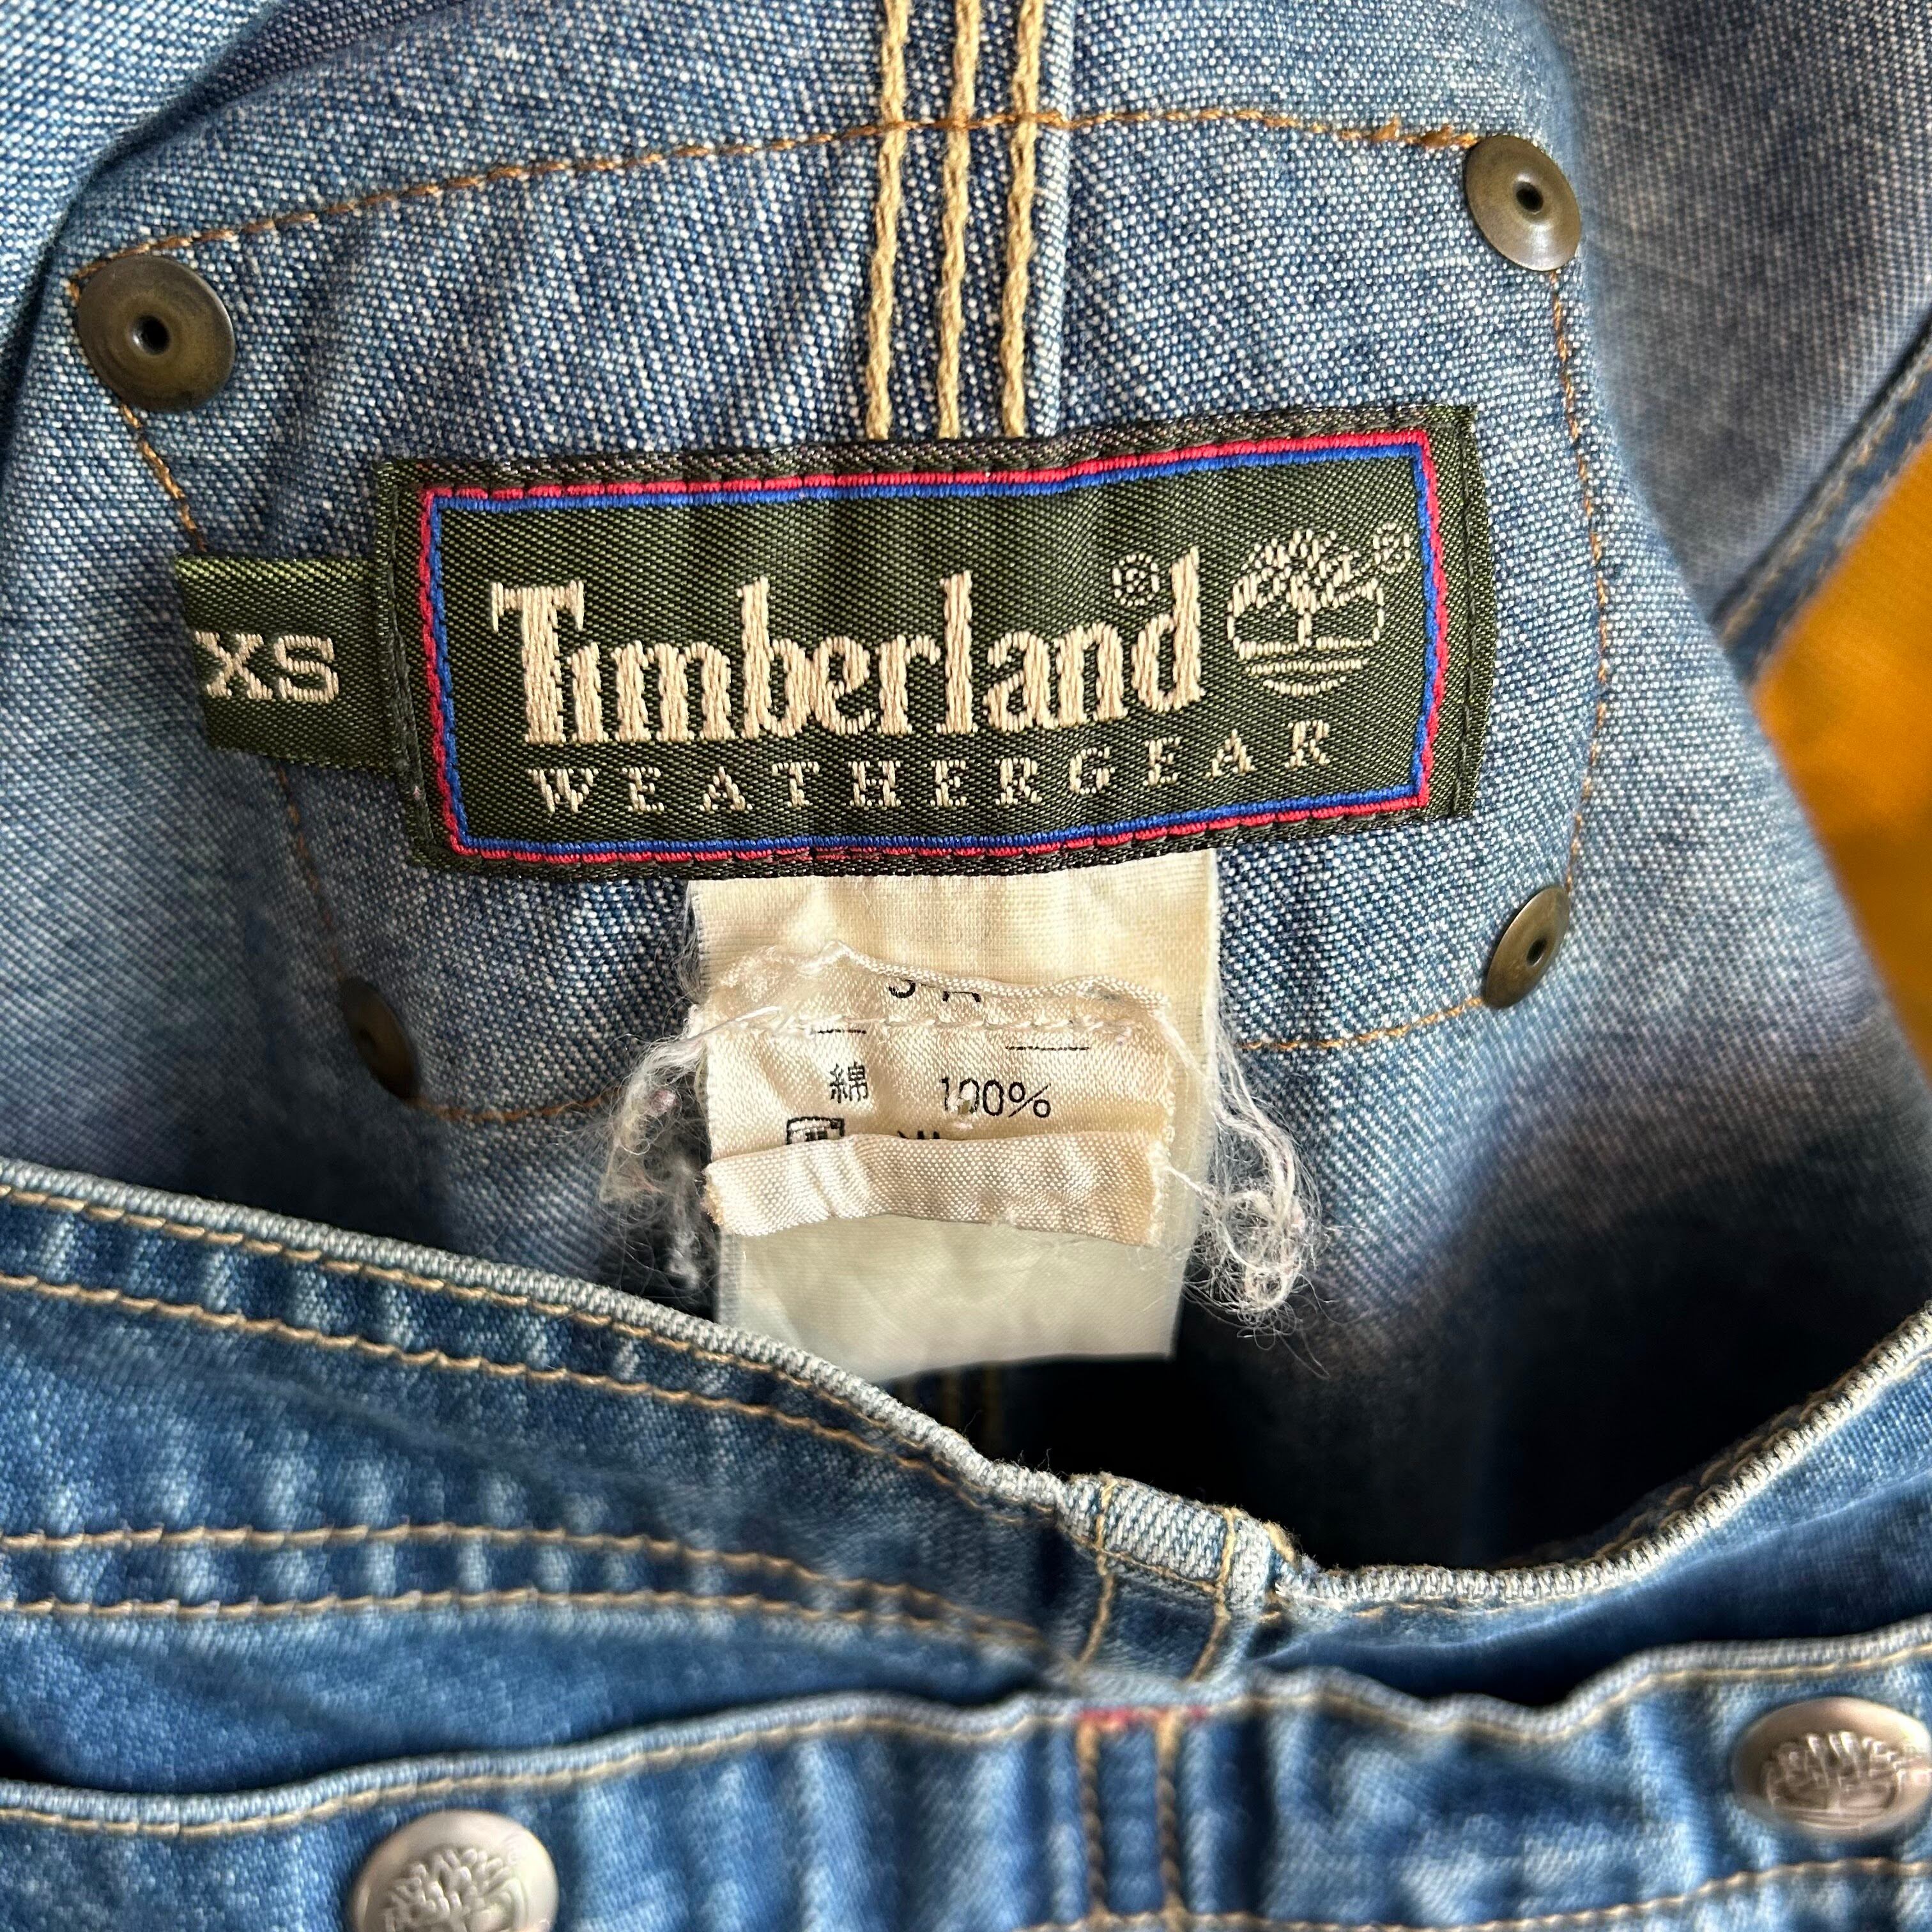 XS
Timberland®
WEATHERGEAR
綿 100%